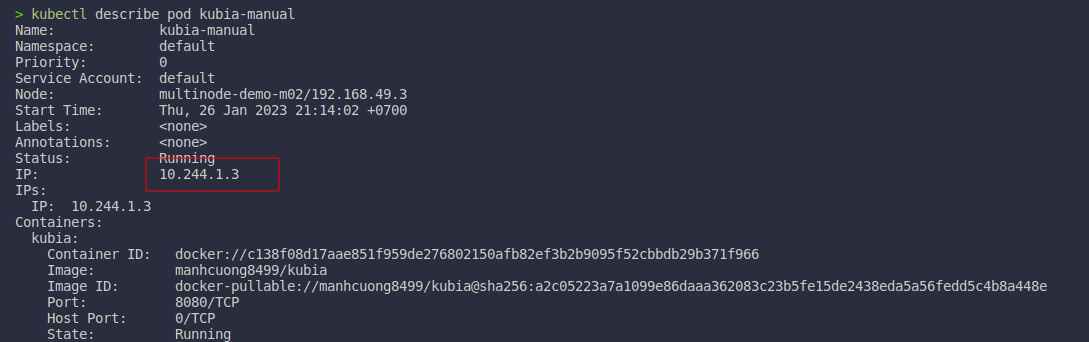 > kubectl describe pod kubia-manual
Name:             kubia-manual
Namespace:        default
Priority:         0
Service Account:  default
Node:             multinode-demo-m02/192.168.49.3
Start Time:       Thu, 26 Jan 2023 21:14:02 +0700
Labels:           <none>
Annotations:      <none>
Status:           Running
IP:               10.244.1.3
IPs:
  IP:  10.244.1.3
Containers:
  kubia:
    Container ID:   docker://c138f08d17aae851f959de276802150afb82ef3b2b9095f52cbbdb29b371f966
    Image:          manhcuong8499/kubia
    Image ID:       docker-pullable://manhcuong8499/kubia@sha256:a2c05223a7a1099e86daaa362083c23b5fe15de2438eda5a56fedd5c4b8a448e
    Port:           8080/TCP
    Host Port:      0/TCP
    State:          Running